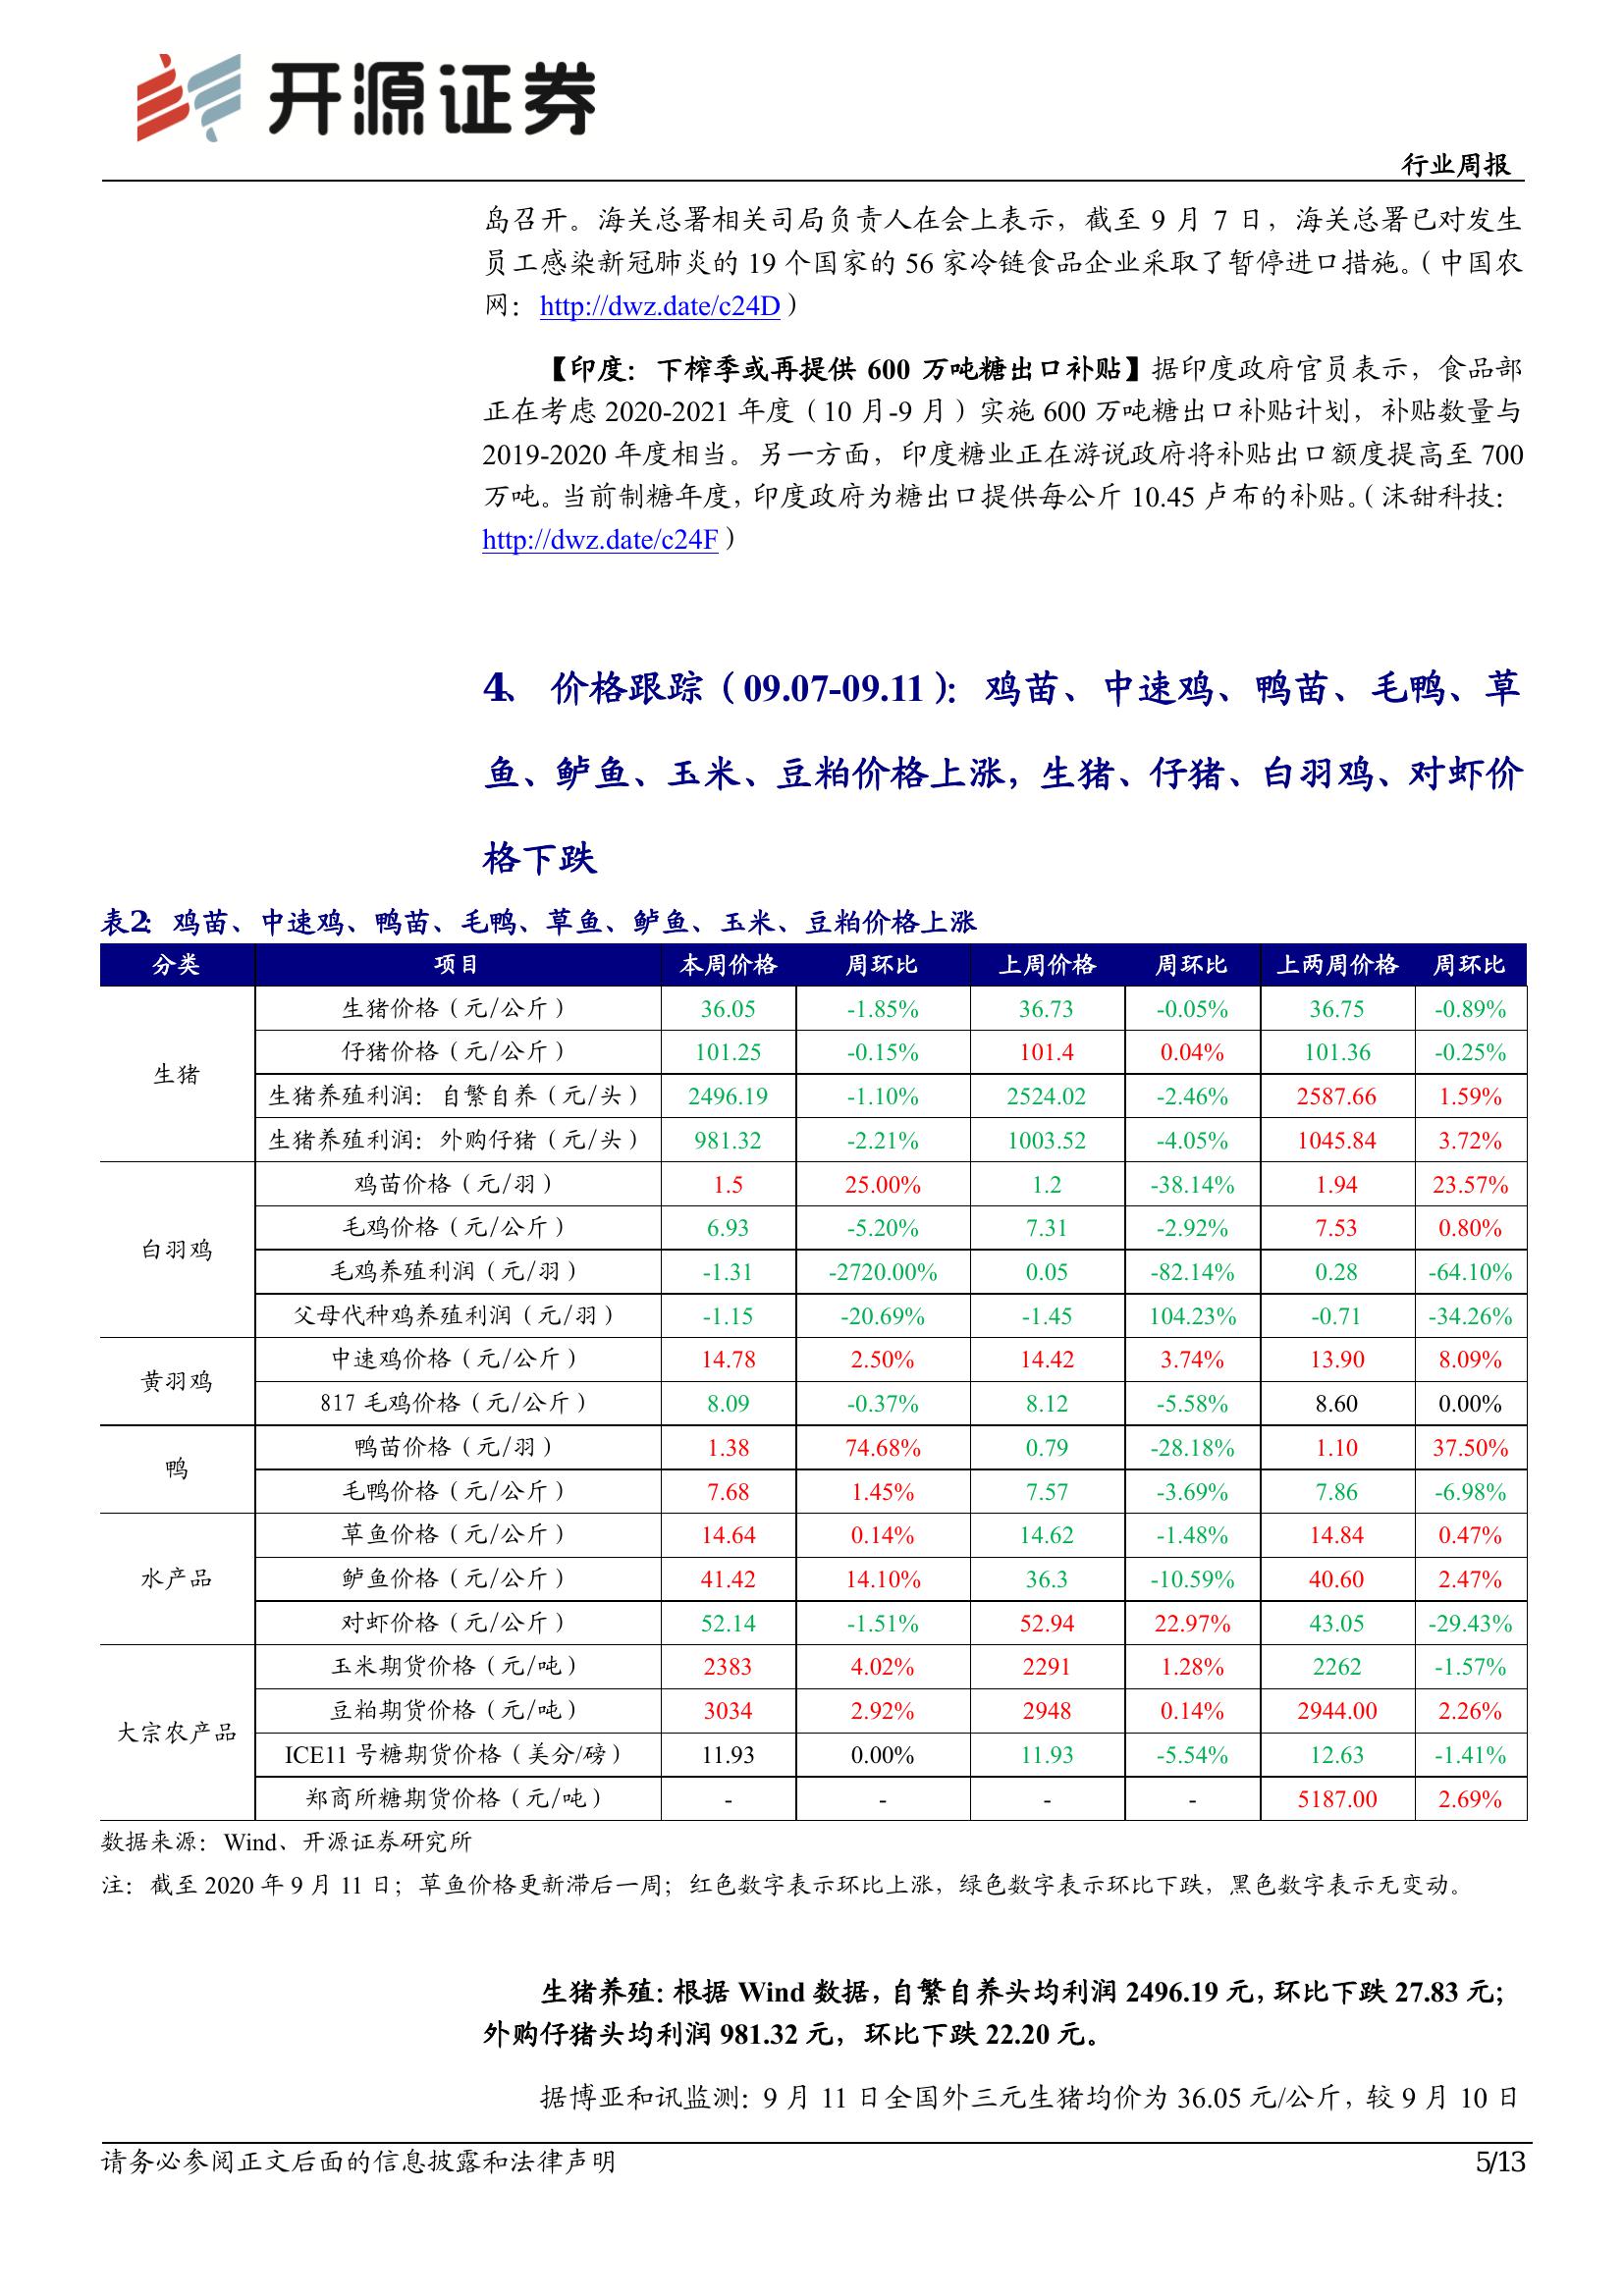 开源证券
行业周报
岛召开。海关总署相关司局负责人在会上表示，截至 9 月 7 日，海关总署已对发生
员工感染新冠肺炎的 19 个国家的 56 家冷链食品企业采取了暂停进口措施。（中国农
网：http://dwz.date/c24D）
【印度：下榨季或再提供 600 万吨糖出口补贴】据印度政府官员表示，食品部
正在考虑 2020-2021 年度（10 月-9 月）实施 600 万吨糖出口补贴计划，补贴数量与
2019-2020 年度相当。另一方面，印度糖业正在游说政府将补贴出口额度提高至 700
万吨。当前制糖年度，印度政府为糖出口提供每公斤 10.45 卢布的补贴。（沫甜科技：
http://dwz.date/c24F）
4、 价格跟踪（09.07-09.11）：鸡苗、中速鸡、鸭苗、毛鸭、草
鱼、鲈鱼、玉米、豆粕价格上涨，生猪、仔猪、白羽鸡、对虾价
格下跌
表2：鸡苗、中速鸡、鸭苗、毛鸭、草鱼、鲈鱼、玉米、豆粕价格上涨
分类 项目 本周价格 周环比 上周价格 周环比 上两周价格 周环比
生猪 生猪价格（元/公斤） 36.05 -1.85% 36.73 -0.05% 36.75 -0.89%
仔猪价格（元/公斤） 101.25 -0.15% 101.4 0.04% 101.36 -0.25%
生猪养殖利润：自繁自养（元/头） 2496.19 -1.10% 2524.02 -2.46% 2587.66 1.59%
生猪养殖利润：外购仔猪（元/头） 981.32 -2.21% 1003.52 -4.05% 1045.84 3.72%
白羽鸡 鸡苗价格（元/羽） 1.5 25.00% 1.2 -38.14% 1.94 23.57%
毛鸡价格（元/公斤） 6.93 -5.20% 7.31 -2.92% 7.53 0.80%
毛鸡养殖利润（元/羽） -1.31 -2720.00% 0.05 -82.14% 0.28 -64.10%
父母代种鸡养殖利润（元/羽） -1.15 -20.69% -1.45 104.23% -0.71 -34.26%
黄羽鸡 中速鸡价格（元/公斤） 14.78 2.50% 14.42 3.74% 13.90 8.09%
817 毛鸡价格（元/公斤） 8.09 -0.37% 8.12 -5.58% 8.60 0.00%
鸭 鸭苗价格（元/羽） 1.38 74.68% 0.79 -28.18% 1.10 37.50%
毛鸭价格（元/公斤） 7.68 1.45% 7.57 -3.69% 7.86 -6.98%
水产品 草鱼价格（元/公斤） 14.64 0.14% 14.62 -1.48% 14.84 0.47%
鲈鱼价格（元/公斤） 41.42 14.10% 36.3 -10.59% 40.60 2.47%
对虾价格（元/公斤） 52.14 -1.51% 52.94 22.97% 43.05 -29.43%
大宗农产品 玉米期货价格（元/吨） 2383 4.02% 2291 1.28% 2262 -1.57%
豆粕期货价格（元/吨） 3034 2.92% 2948 0.14% 2944.00 2.26%
ICE11 号糖期货价格（美分/磅） 11.93 0.00% 11.93 -5.54% 12.63 -1.41%
郑商所糖期货价格（元/吨） - - - - 5187.00 2.69%
数据来源：Wind、开源证券研究所
注：截至 2020 年 9 月 11 日；草鱼价格更新滞后一周；红色数字表示环比上涨，绿色数字表示环比下跌，黑色数字表示无变动。
生猪养殖：根据 Wind 数据，自繁自养头均利润 2496.19 元，环比下跌 27.83 元；
外购仔猪头均利润 981.32 元，环比下跌 22.20 元。
据博亚和讯监测：9 月 11 日全国外三元生猪均价为 36.05 元/公斤，较 9 月 10 日
请务必参阅正文后面的信息披露和法律声明 5/13